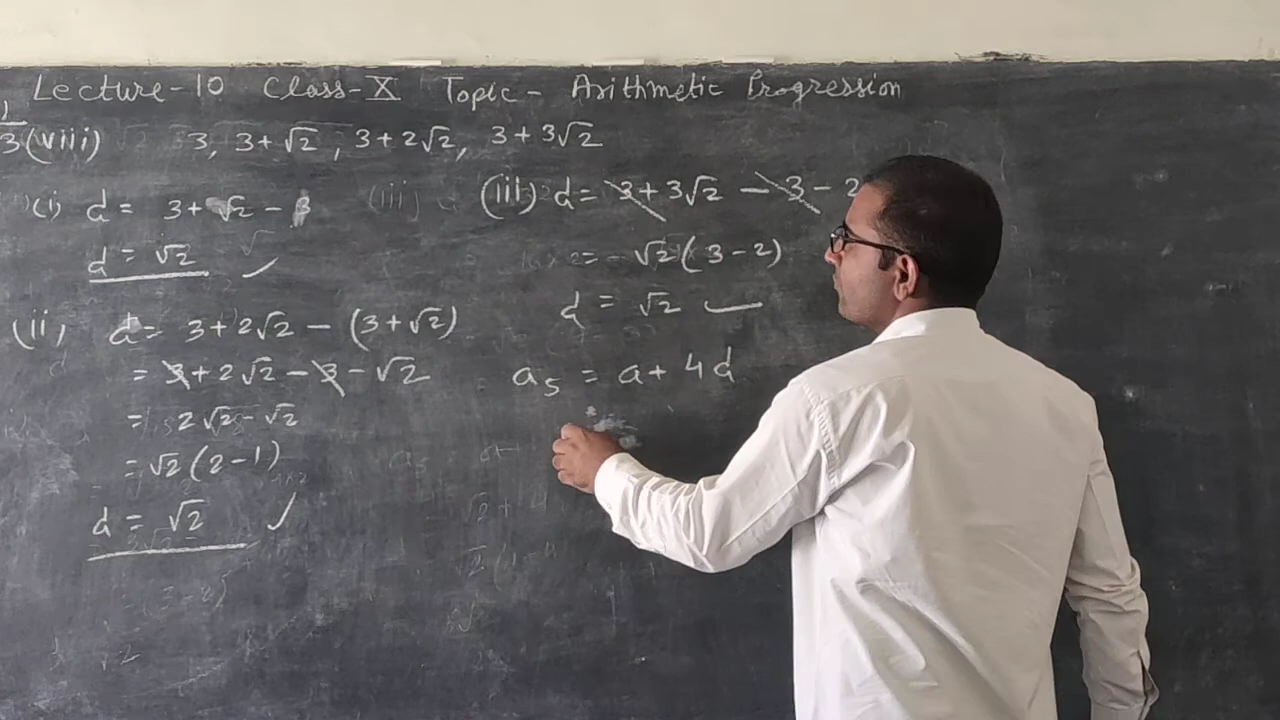 Lecture-10 Class-X Topic- Arithmetic Progression
3(viii) 3, 3+√2, 3+2√2, 3+3√2
(i) d = 3+√2-3
d = √2
(ii) d = 3+2√2-(3+√2)
= 3+2√2-3-√2
= 2√2-√2
= √2(2-1)
d = √2
(iii) d = 3+3√2-3-2
= √2(3-2)
d = √2
a₅ = a+4d